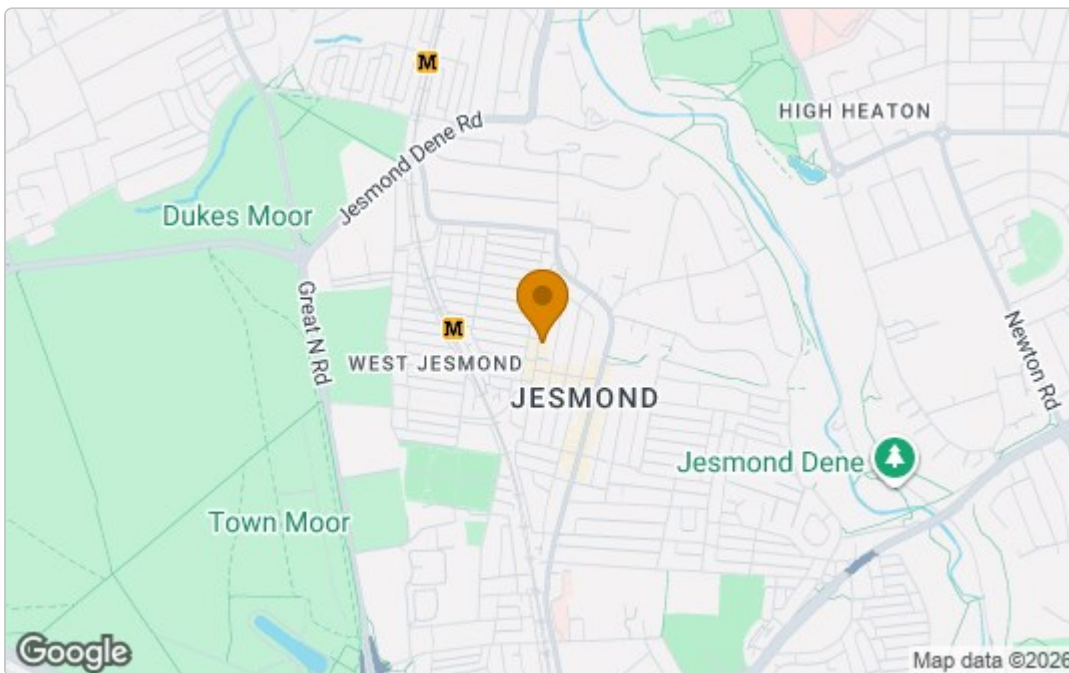 M
HIGH HEATON
Jesmond Dene Rd
Dukes Moor
Great N Rd
M
WEST JESMOND
Newton Rd
JESMOND
Jesmond Dene
Town Moor
Google
Map data ©2026